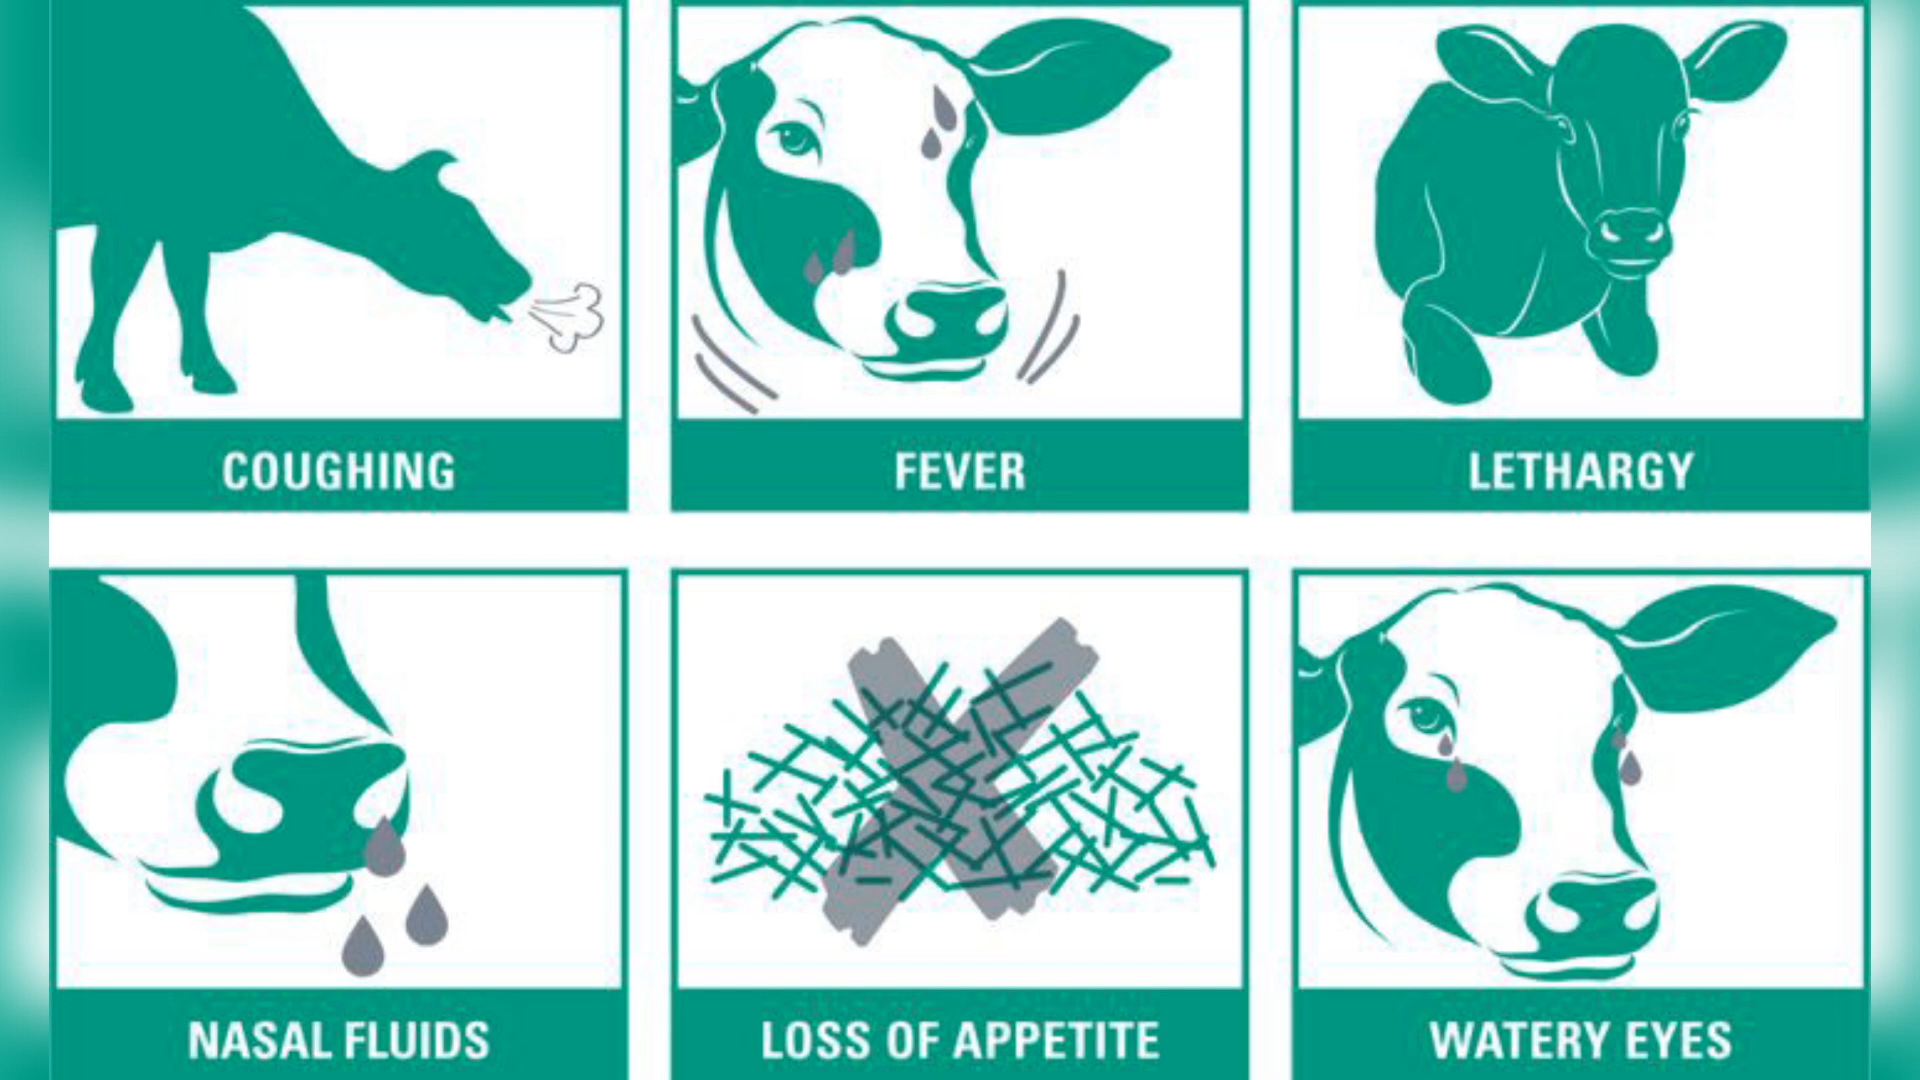 COUGHING
FEVER
LETHARGY
NASAL FLUIDS
LOSS OF APPETITE
WATERY EYES